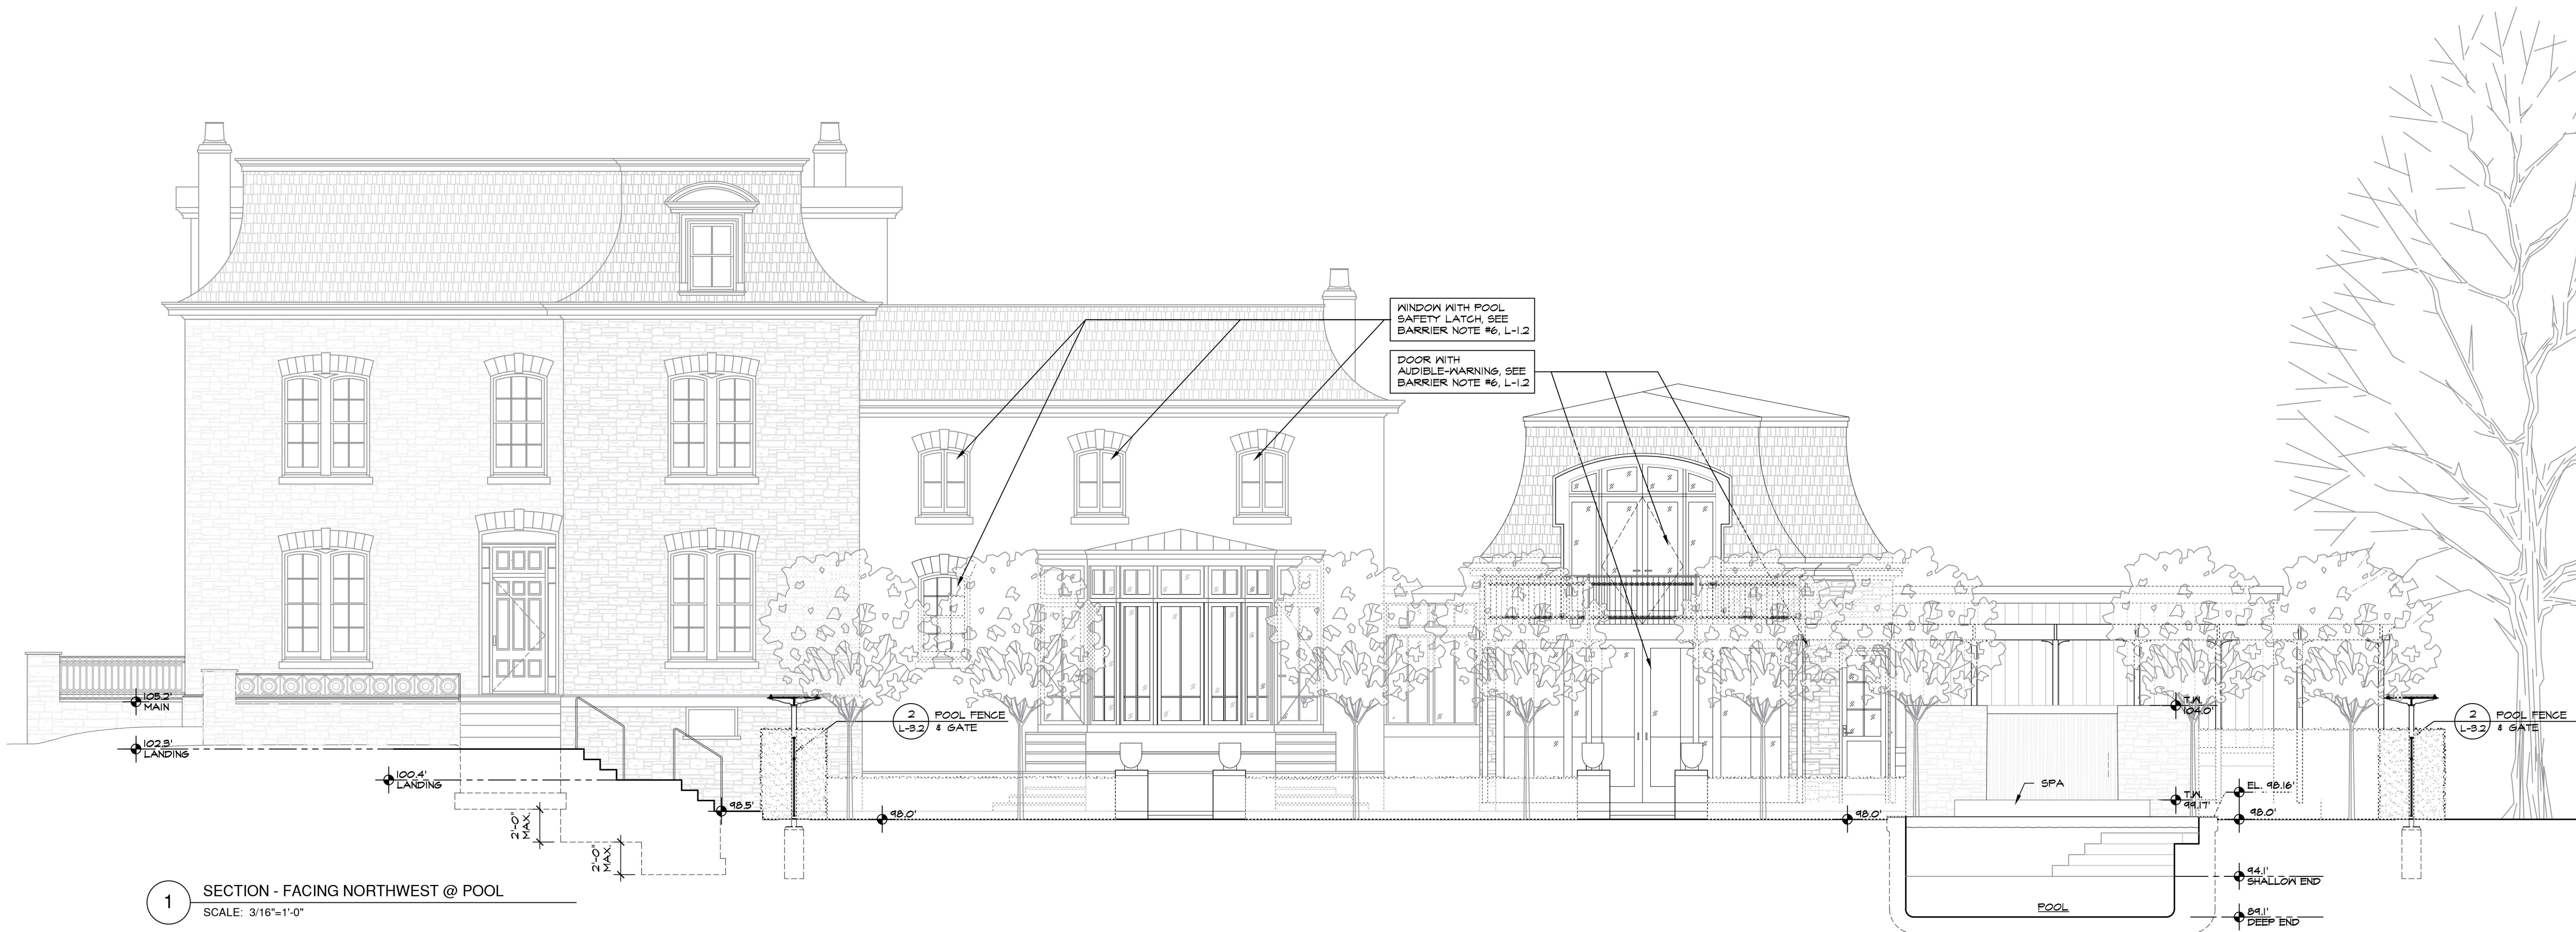 WINDOW WITH POOL
SAFETY LATCH, SEE
BARRIER NOTE #6, L-1.2
DOOR WITH
AUDIBLE-WARNING, SEE
BARRIER NOTE #6, L-1.2
105.2'
MAIN
102.3'
LANDING
100.4'
LANDING
98.5'
2'-0"
MAX.
2'-0"
MAX.
2
L-3.2
POOL FENCE
& GATE
98.0'
98.0'
T.W.
104.0'
SPA
T.W.
99.17'
EL. 98.16'
98.0'
2
L-3.2
POOL FENCE
& GATE
94.1'
SHALLOW END
POOL
89.1'
DEEP END
1
SECTION - FACING NORTHWEST @ POOL
SCALE: 3/16"=1'-0"